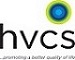 hvcs
...promoting a better quality of life